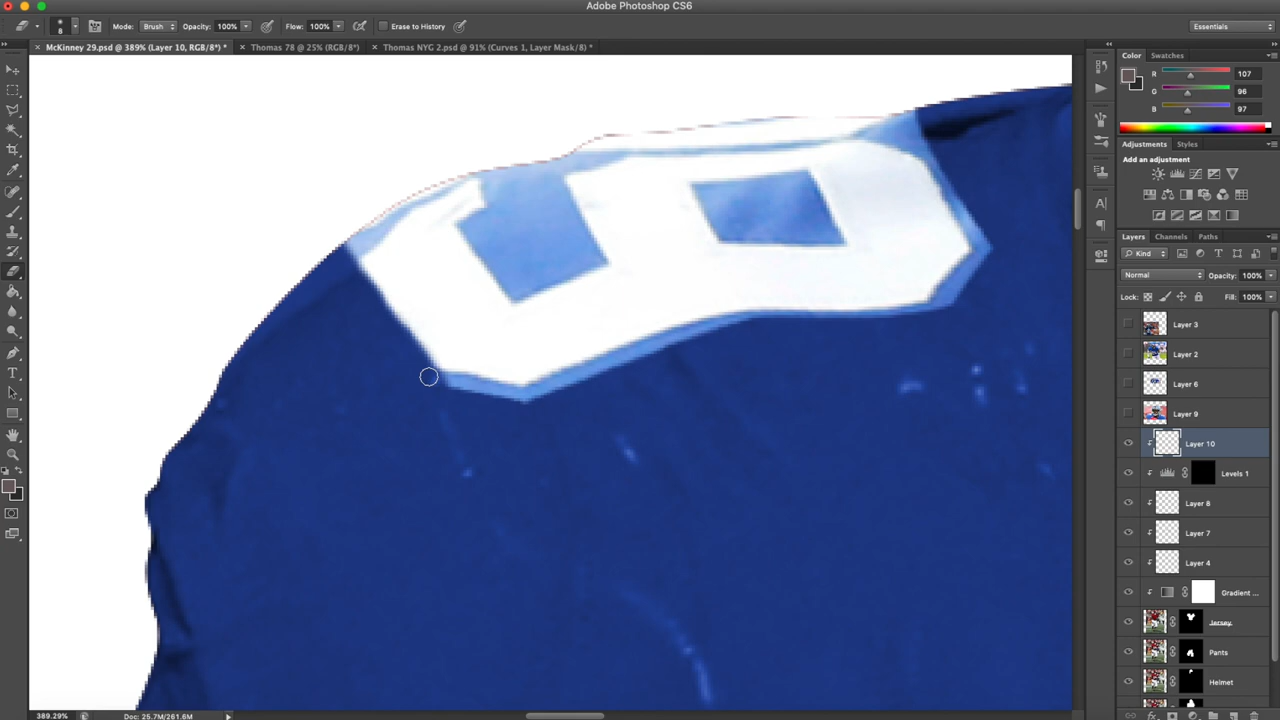 Adobe Photoshop CS6
8
Mode: Brush Opacity: 100% Flow: 100% Erase to History Essentials
× McKinney 29.psd @ 389% (Layer 10, RGB/8*) * × Thomas 78 @ 25% (RGB/8*) × Thomas NYG 2.psd @ 91% (Curves 1, Layer Mask/8) *
Color Swatches
R 107
G 96
B 97
Adjustments Styles
Add an adjustment
Layers Channels Paths
Kind
Normal Opacity: 100%
Lock: Fill: 100%
Layer 3
Layer 2
Layer 6
Layer 9
Layer 10
Levels 1
Layer 8
Layer 7
Layer 4
Gradient ...
Jersey
Pants
Helmet
389.29% Doc: 25.7M/261.6M